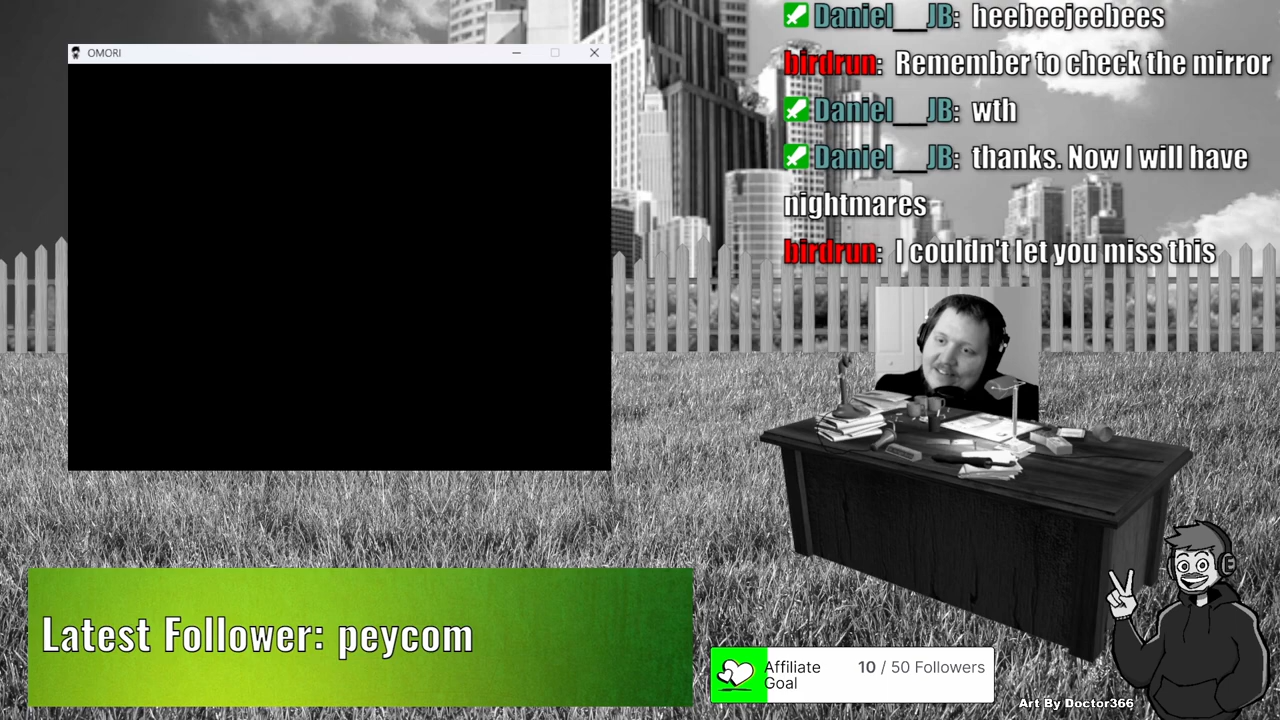 OMORI
Daniel__JB: heebeejeebees
birdrun: Remember to check the mirror
Daniel__JB: wth
Daniel__JB: thanks. Now I will have
nightmares
birdrun: I couldn't let you miss this
Latest Follower: peycom
Affiliate
Goal
10 / 50 Followers
Art By Doctor366